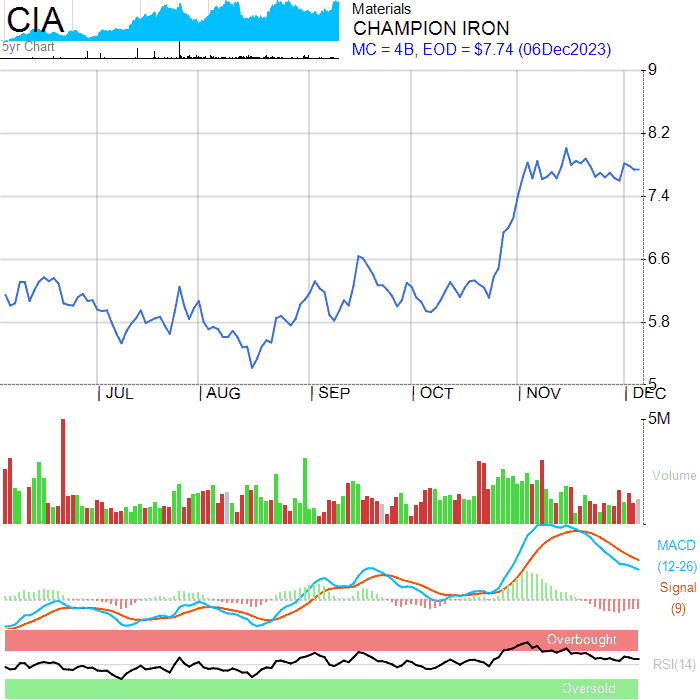 CIA
5yr Chart
Materials
CHAMPION IRON
MC = 4B, EOD = $7.74 (06Dec2023)
9
8.2
7.4
6.6
5.8
5
JUL AUG SEP OCT NOV DEC
5M
Volume
MACD
(12-26)
Signal
(9)
Overbought
RSI(14)
Oversold